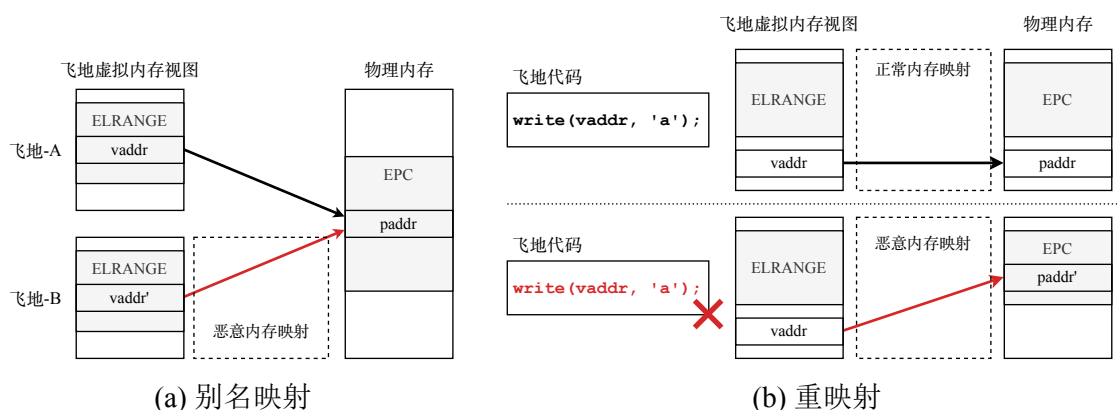 飞地虚拟内存视图
物理内存
飞地-A
ELRANGE
vaddr
EPC
paddr
飞地-B
ELRANGE
vaddr'
恶意内存映射
(a) 别名映射
飞地虚拟内存视图
物理内存
飞地代码
write(vaddr, 'a');
ELRANGE
vaddr
正常内存映射
EPC
paddr
飞地代码
write(vaddr, 'a');
ELRANGE
vaddr
恶意内存映射
EPC
paddr'
(b) 重映射